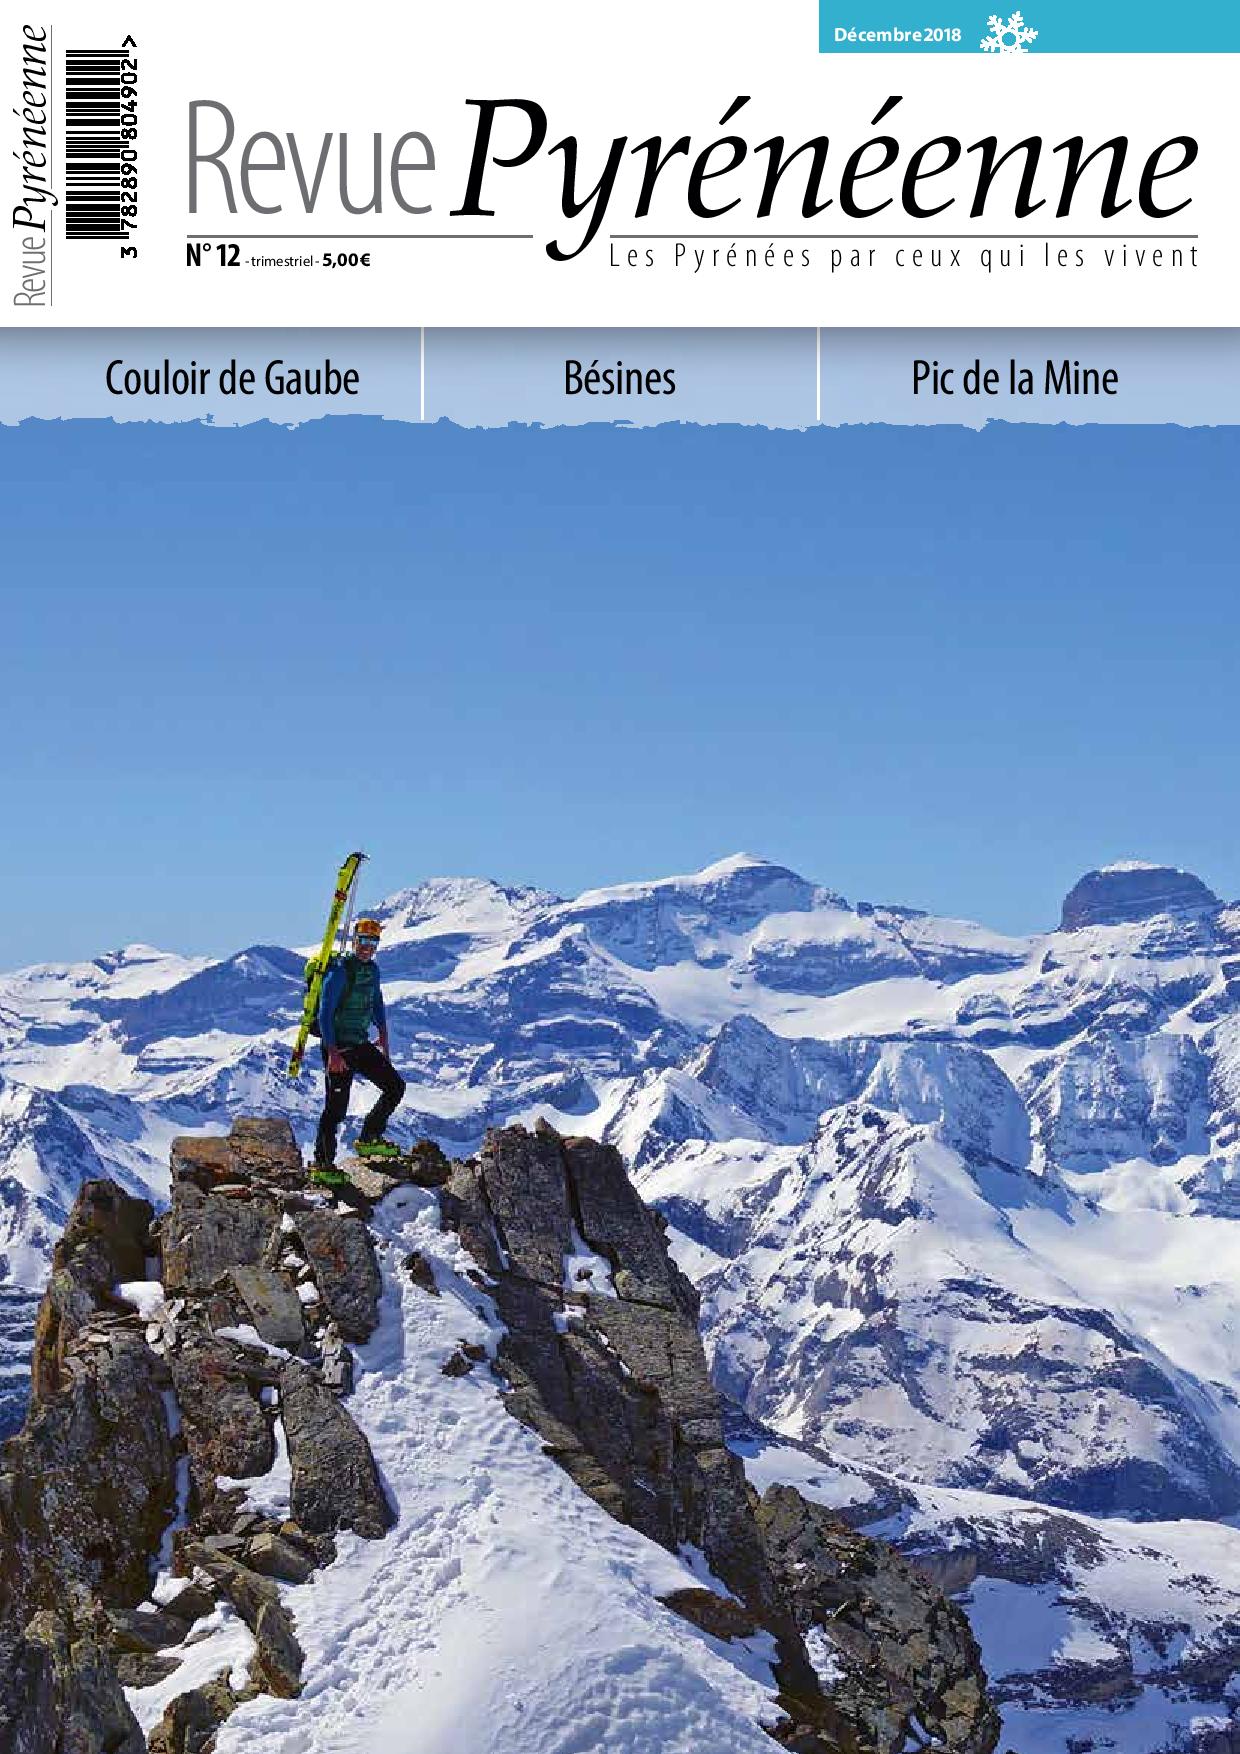 Décembre 2018
Revue Pyrénéenne
3 782890 804902 >
Revue Pyrénéenne
N° 12 - trimestriel - 5,00 €
Les Pyrénées par ceux qui les vivent
Couloir de Gaube
Bésines
Pic de la Mine